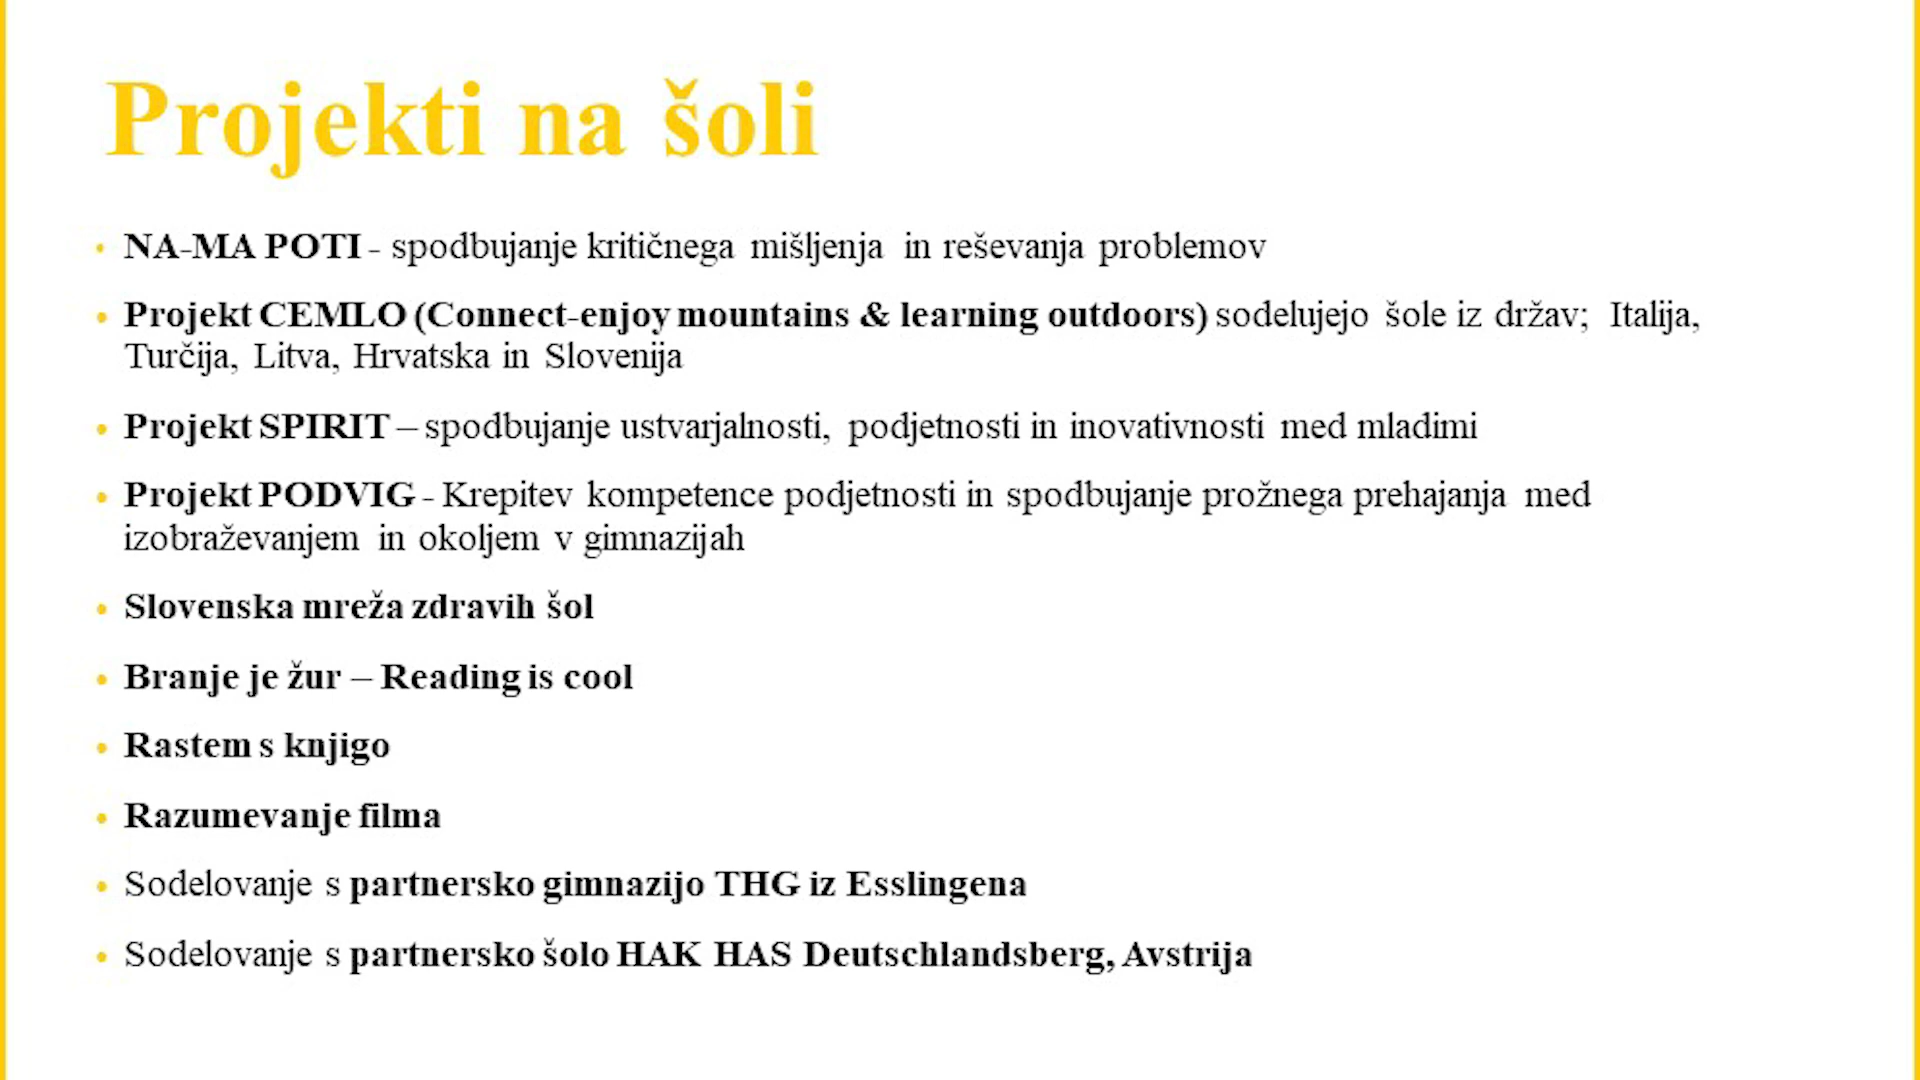 Projekti na šoli
• NA-MA POTI - spodbujanje kritičnega mišljenja in reševanja problemov
• Projekt CEMLO (Connect-enjoy mountains & learning outdoors) sodelujejo šole iz držav; Italija,
Turčija, Litva, Hrvatska in Slovenija
• Projekt SPIRIT – spodbujanje ustvarjalnosti, podjetnosti in inovativnosti med mladimi
• Projekt PODVIG - Krepitev kompetence podjetnosti in spodbujanje prožnega prehajanja med
izobraževanjem in okoljem v gimnazijah
• Slovenska mreža zdravih šol
• Branje je žur – Reading is cool
• Rastem s knjigo
• Razumevanje filma
• Sodelovanje s partnersko gimnazijo THG iz Esslingena
• Sodelovanje s partnersko šolo HAK HAS Deutschlandsberg, Avstrija